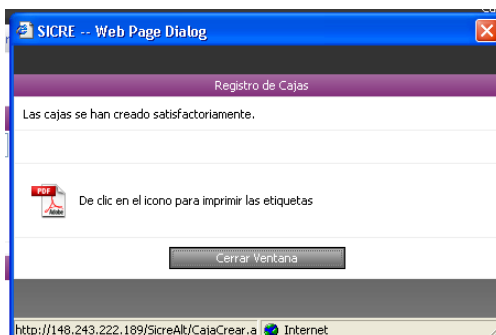 SICRE -- Web Page Dialog
Registro de Cajas
Las cajas se han creado satisfactoriamente.
PDF
Adobe
De clic en el icono para imprimir las etiquetas
Cerrar Ventana
http://148.243.222.189/SicreAlt/CajaCrear.a
Internet